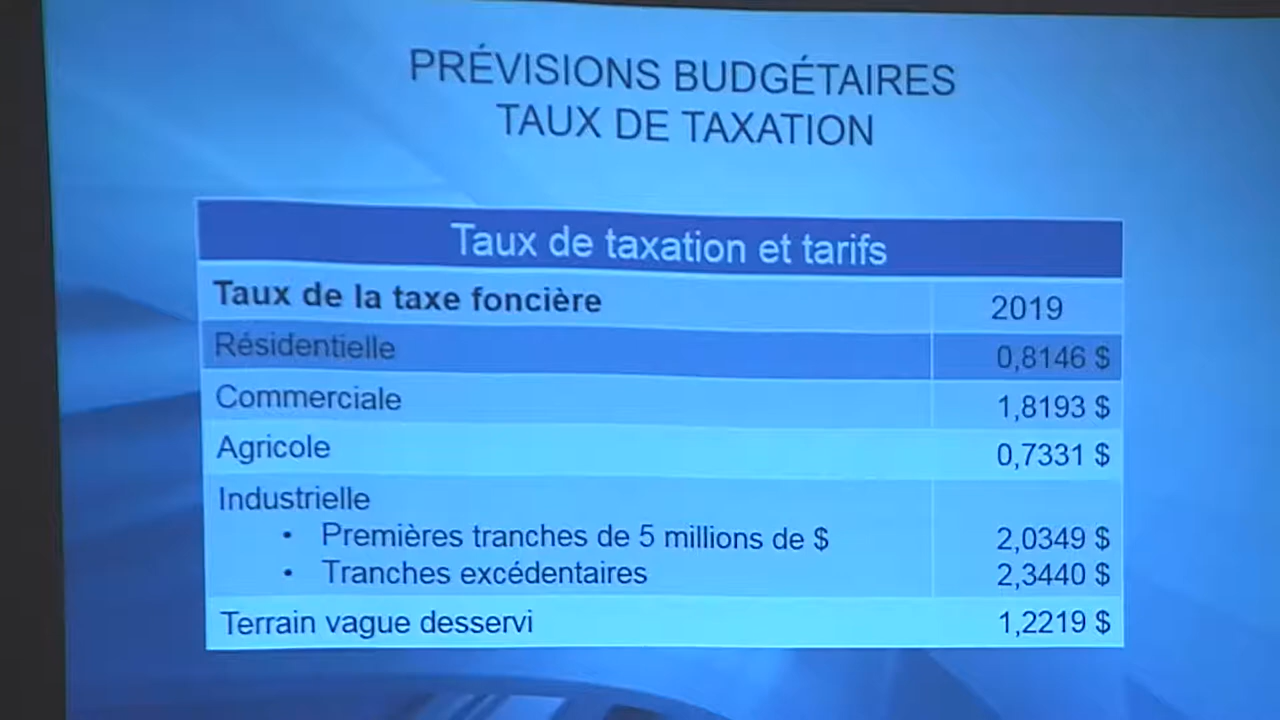 PRÉVISIONS BUDGÉTAIRES
TAUX DE TAXATION
Taux de taxation et tarifs
Taux de la taxe foncière 2019
Résidentielle 0,8146 $
Commerciale 1,8193 $
Agricole 0,7331 $
Industrielle
• Premières tranches de 5 millions de $ 2,0349 $
• Tranches excédentaires 2,3440 $
Terrain vague desservi 1,2219 $